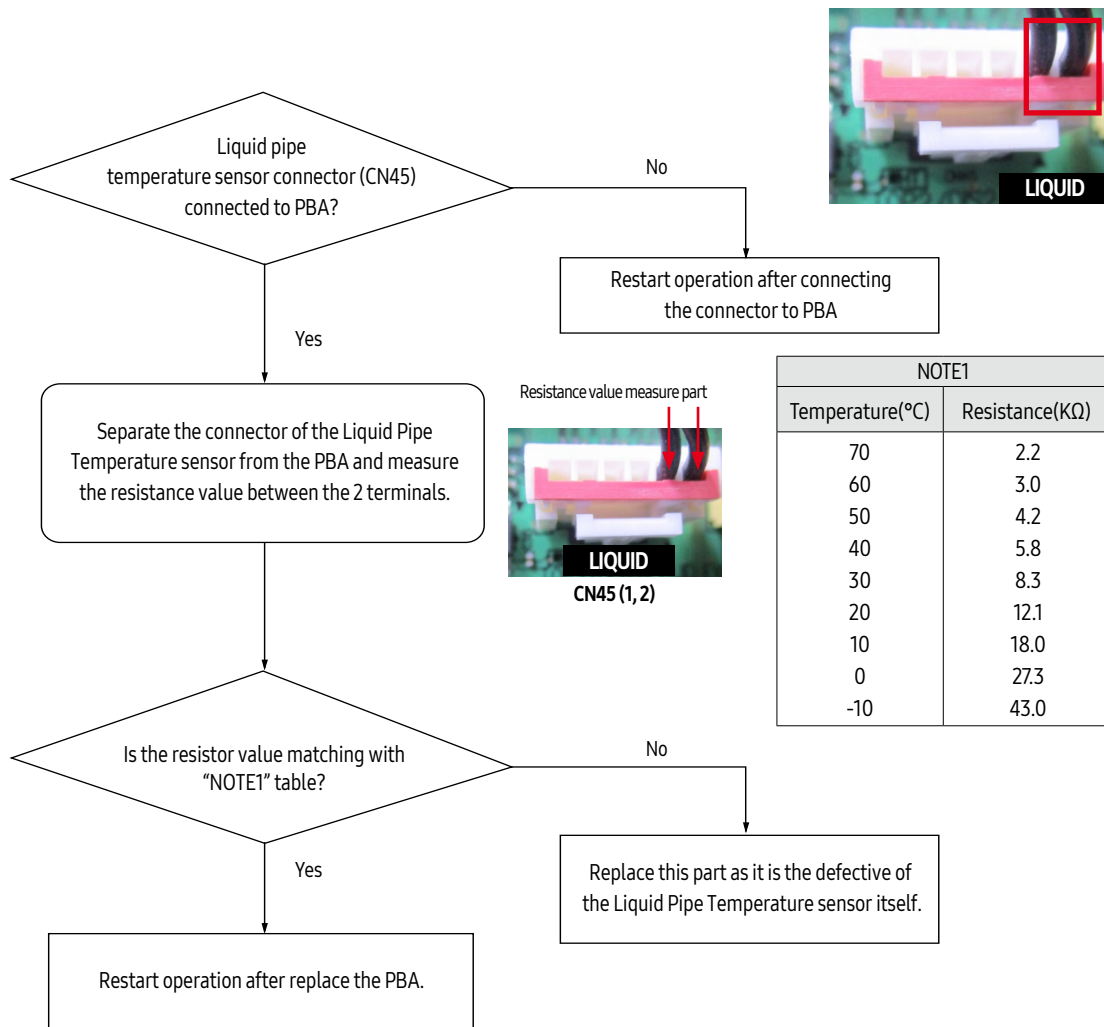 LIQUID
Liquid pipe
temperature sensor connector (CN45)
connected to PBA?
No
Restart operation after connecting
the connector to PBA
Yes
Separate the connector of the Liquid Pipe
Temperature sensor from the PBA and measure
the resistance value between the 2 terminals.
Resistance value measure part
LIQUID
CN45 (1, 2)
NOTE1
Temperature(°C) Resistance(KΩ)
70 2.2
60 3.0
50 4.2
40 5.8
30 8.3
20 12.1
10 18.0
0 27.3
-10 43.0
Is the resistor value matching with
“NOTE1” table?
No
Replace this part as it is the defective of
the Liquid Pipe Temperature sensor itself.
Yes
Restart operation after replace the PBA.